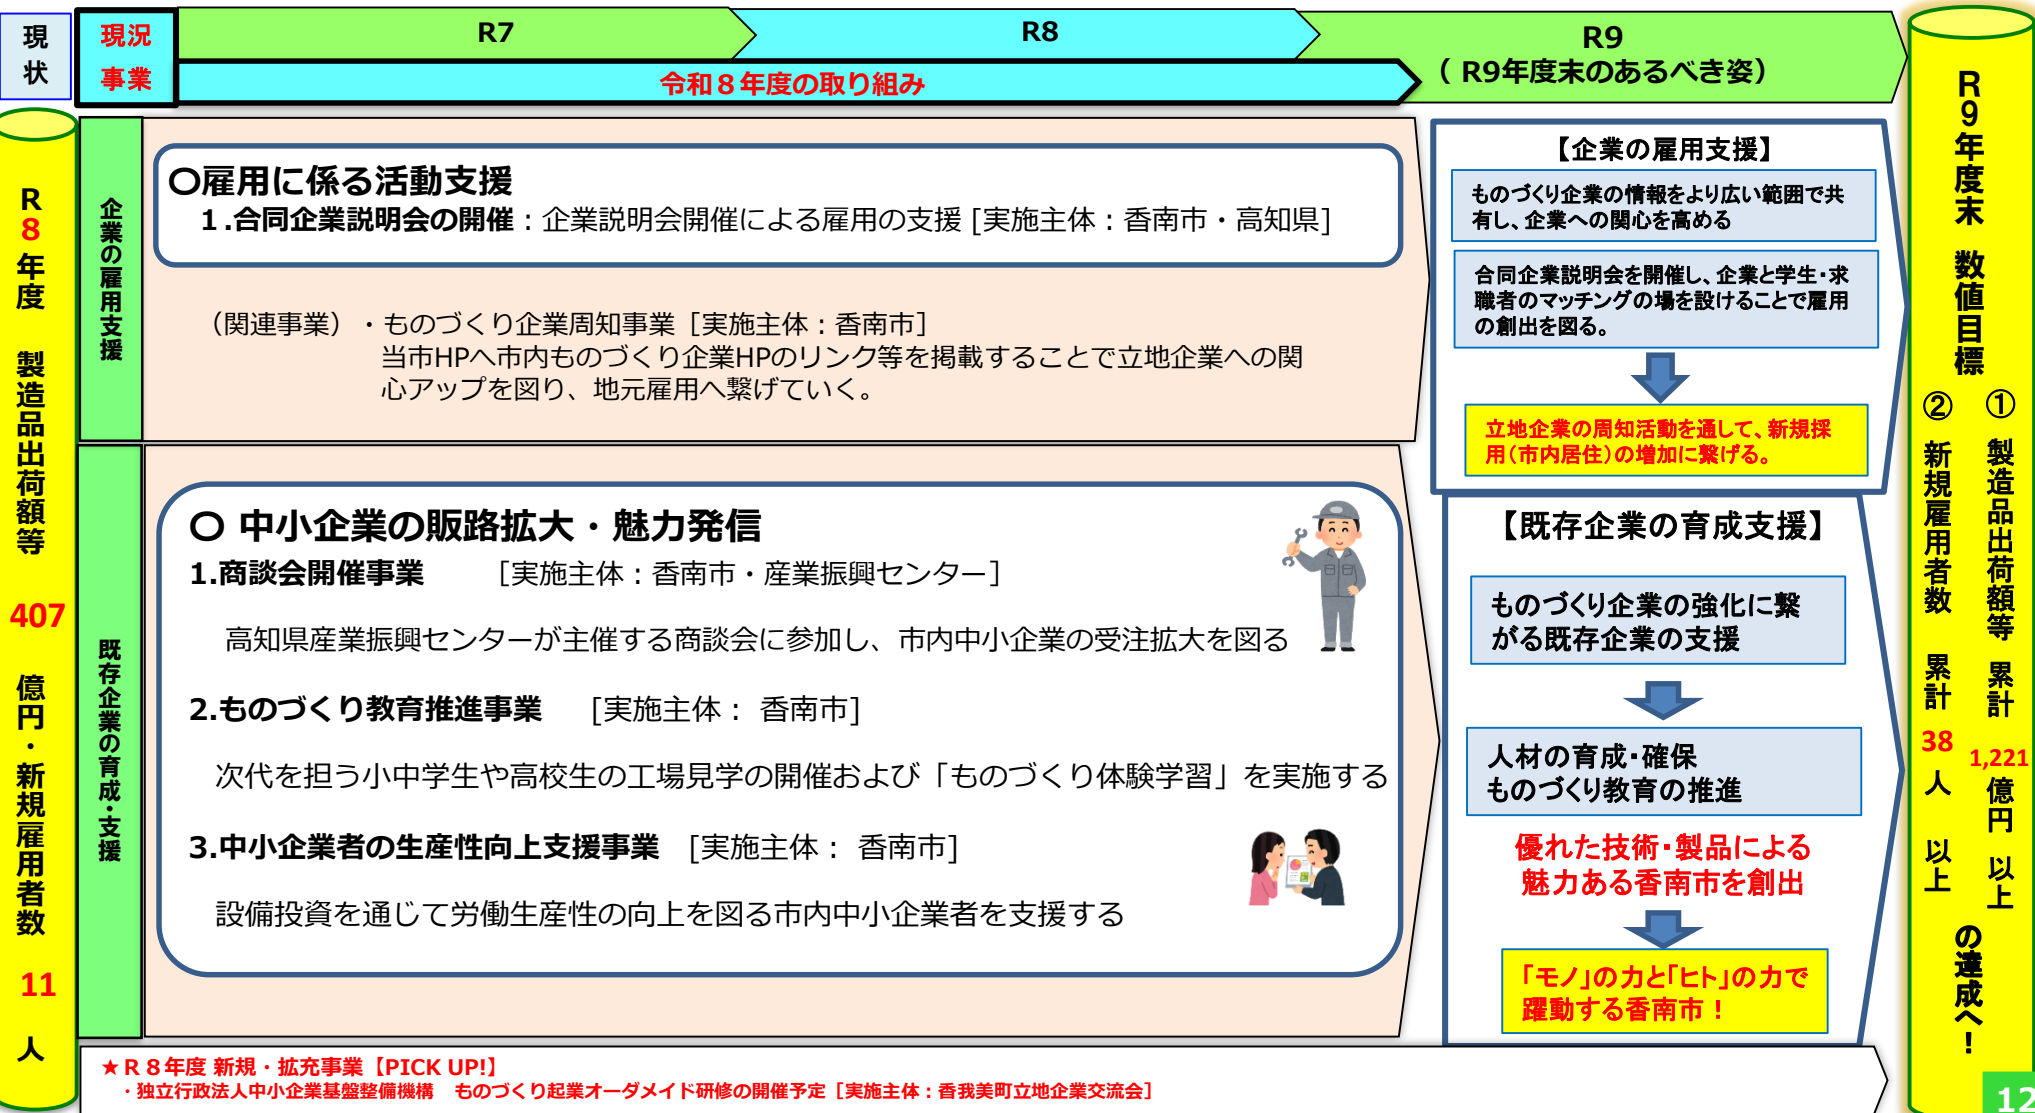 現状
現況
事業
R7
R8
R9
( R9年度末のあるべき姿)
令和８年度の取り組み
R8年度 製造品出荷額等 407 億円・新規雇用者数 11 人
企業の雇用支援
〇雇用に係る活動支援
１.合同企業説明会の開催：企業説明会開催による雇用の支援 [実施主体：香南市・高知県]
（関連事業）・ものづくり企業周知事業［実施主体：香南市］
当市HPへ市内ものづくり企業HPのリンク等を掲載することで立地企業への関
心アップを図り、地元雇用へ繋げていく。
【企業の雇用支援】
ものづくり企業の情報をより広い範囲で共
有し、企業への関心を高める
合同企業説明会を開催し、企業と学生・求
職者のマッチングの場を設けることで雇用
の創出を図る。
立地企業の周知活動を通して、新規採
用(市内居住)の増加に繋げる。
既存企業の育成・支援
〇 中小企業の販路拡大・魅力発信
1.商談会開催事業　　［実施主体：香南市・産業振興センター］
高知県産業振興センターが主催する商談会に参加し、市内中小企業の受注拡大を図る
2.ものづくり教育推進事業　　[実施主体： 香南市]
次代を担う小中学生や高校生の工場見学の開催および「ものづくり体験学習」を実施する
3.中小企業者の生産性向上支援事業　[実施主体： 香南市]
設備投資を通じて労働生産性の向上を図る市内中小企業者を支援する
【既存企業の育成支援】
ものづくり企業の強化に繋
がる既存企業の支援
人材の育成・確保
ものづくり教育の推進
優れた技術・製品による
魅力ある香南市を創出
「モノ」の力と「ヒト」の力で
躍動する香南市！
R9年度末 数値目標
① 製造品出荷額等 累計 1,221億円 以上
② 新規雇用者数 累計 38人 以上
の達成へ！
★Ｒ８年度 新規・拡充事業【PICK UP!】
・独立行政法人中小企業基盤整備機構　ものづくり起業オーダメイド研修の開催予定［実施主体：香我美町立地企業交流会］
12